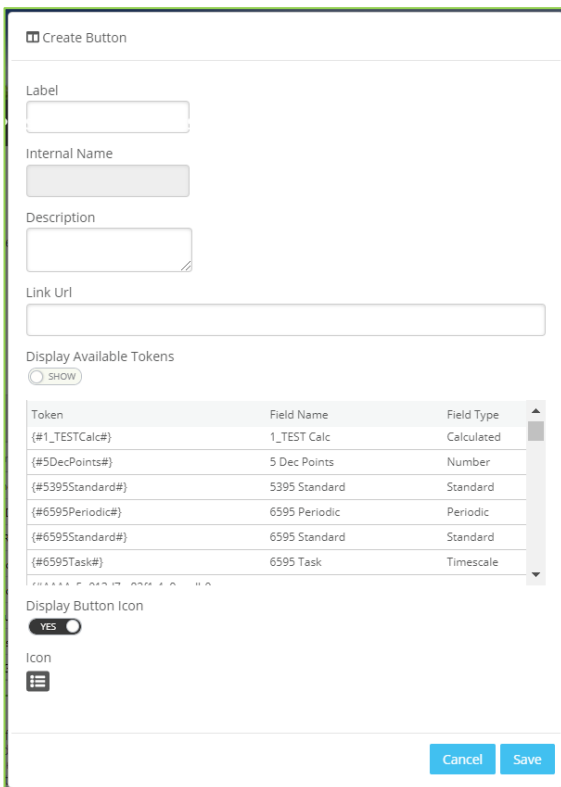 Create Button
Label
Internal Name
Description
Link Url
Display Available Tokens
SHOW
Token Field Name Field Type
{#1_TESTCalc#} 1_TEST Calc Calculated
{#5DecPoints#} 5 Dec Points Number
{#5395Standard#} 5395 Standard Standard
{#6595Periodic#} 6595 Periodic Periodic
{#6595Standard#} 6595 Standard Standard
{#6595Task#} 6595 Task Timescale
Display Button Icon
YES
Icon
Cancel Save